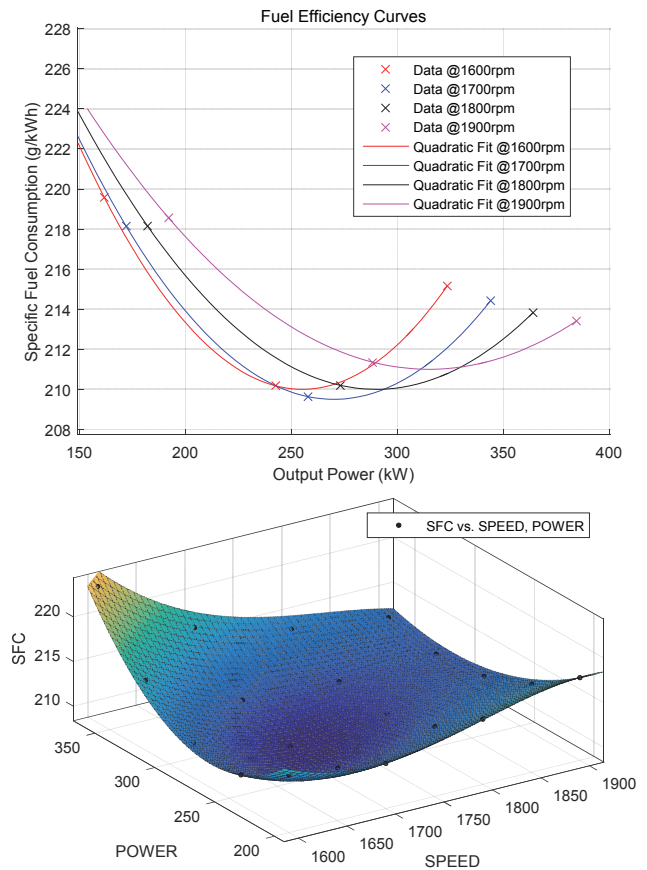 Fuel Efficiency Curves
228
226
224
222
220
218
216
214
212
210
208
Specific Fuel Consumption (g/kWh)
Data @1600rpm
Data @1700rpm
Data @1800rpm
Data @1900rpm
Quadratic Fit @1600rpm
Quadratic Fit @1700rpm
Quadratic Fit @1800rpm
Quadratic Fit @1900rpm
150 200 250 300 350 400
Output Power (kW)
SFC vs. SPEED, POWER
220
215
210
SFC
350
300
250
200
POWER
1600
1650
1700
1750
1800
1850
1900
SPEED